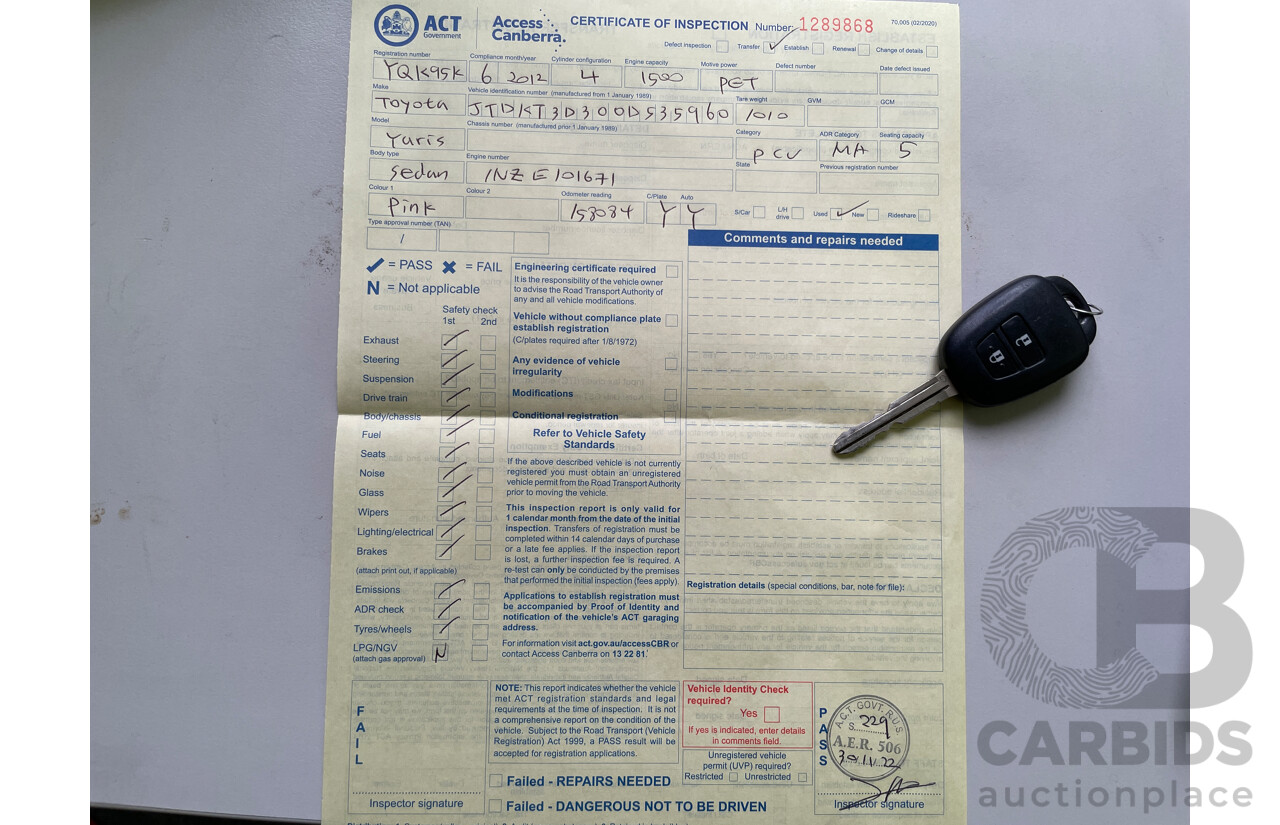 ACT Government
Access Canberra.
CERTIFICATE OF INSPECTION Number: 1289868 70,005 (02/2020)
Defect inspection Transfer ✓ Establish Renewal Change of details
Registration number Compliance month/year Cylinder configuration Engine capacity Motive power Defect number Date defect issued
YQK95K 6 2012 4 1500 PET
Make Vehicle identification number (manufactured from 1 January 1989) Tare weight GVM GCM
Toyota JTDKT3D300D535960 1010
Model Chassis number (manufactured prior 1 January 1989) Category ADR Category Seating capacity
Yaris PCV MA 5
Body type Engine number State Previous registration number
Sedan 1NZ E101671
Colour 1 Colour 2 Odometer reading C/Plate Auto
Pink 158084 Y Y
S/Car L/H drive Used ✓ New Rideshare
Type approval number (TAN)
/
Comments and repairs needed
✓ = PASS ✖ = FAIL
N = Not applicable
Safety check
1st 2nd
Exhaust
Steering
Suspension
Drive train
Body/chassis
Fuel
Seats
Noise
Glass
Wipers
Lighting/electrical
Brakes
(attach print out, if applicable)
Emissions
ADR check
Tyres/wheels
LPG/NGV N
(attach gas approval)
Engineering certificate required
It is the responsibility of the vehicle owner
to advise the Road Transport Authority of
any and all vehicle modifications.
Vehicle without compliance plate
establish registration
(C/plates required after 1/8/1972)
Any evidence of vehicle
irregularity
Modifications
Conditional registration
Refer to Vehicle Safety
Standards
If the above described vehicle is not currently
registered you must obtain an unregistered
vehicle permit from the Road Transport Authority
prior to moving the vehicle.
This inspection report is only valid for
1 calendar month from the date of the initial
inspection. Transfers of registration must be
completed within 14 calendar days of purchase
or a late fee applies. If the inspection report
is lost, a further inspection fee is required. A
re-test can only be conducted by the premises
that performed the initial inspection (fees apply).
Applications to establish registration must
be accompanied by Proof of Identity and
notification of the vehicle's ACT garaging
address.
For information visit act.gov.au/accessCBR or
contact Access Canberra on 13 22 81.
Registration details (special conditions, bar, note for file):
FAIL
Inspector signature
NOTE: This report indicates whether the vehicle
met ACT registration standards and legal
requirements at the time of inspection. It is not
a comprehensive report on the condition of the
vehicle. Subject to the Road Transport (Vehicle
Registration) Act 1999, a PASS result will be
accepted for registration applications.
Failed - REPAIRS NEEDED
Failed - DANGEROUS NOT TO BE DRIVEN
Vehicle Identity Check
required?
Yes
If yes is indicated, enter details
in comments field.
Unregistered vehicle
permit (UVP) required?
Restricted Unrestricted
PASS
A.C.T. GOVT. R.U.S.
S. 229
A.E.R. 506
30.11.22
Inspector signature
CB
CARBIDS
auctionplace